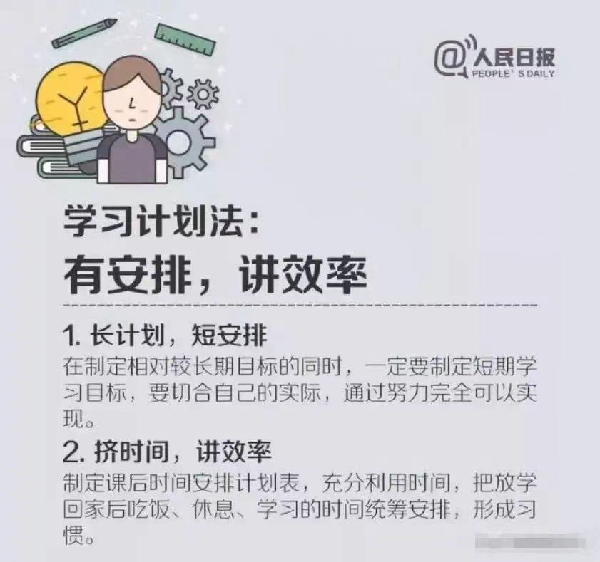 @人民日报
PEOPLE'S DAILY
学习计划法：
有安排，讲效率
1. 长计划，短安排
在制定相对较长期目标的同时，一定要制定短期学
习目标，要切合自己的实际，通过努力完全可以实
现。
2. 挤时间，讲效率
制定课后时间安排计划表，充分利用时间，把放学
回家后吃饭、休息、学习的时间统筹安排，形成习
惯。